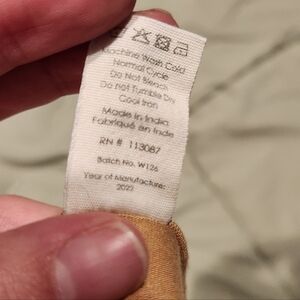 Machine Wash Cold
Normal Cycle
Do Not Bleach
Do not Tumble Dry
Cool Iron
Made in India
Fabriqué en Inde
RN # 113087
Batch No. W126
Year of Manufacture:
2022